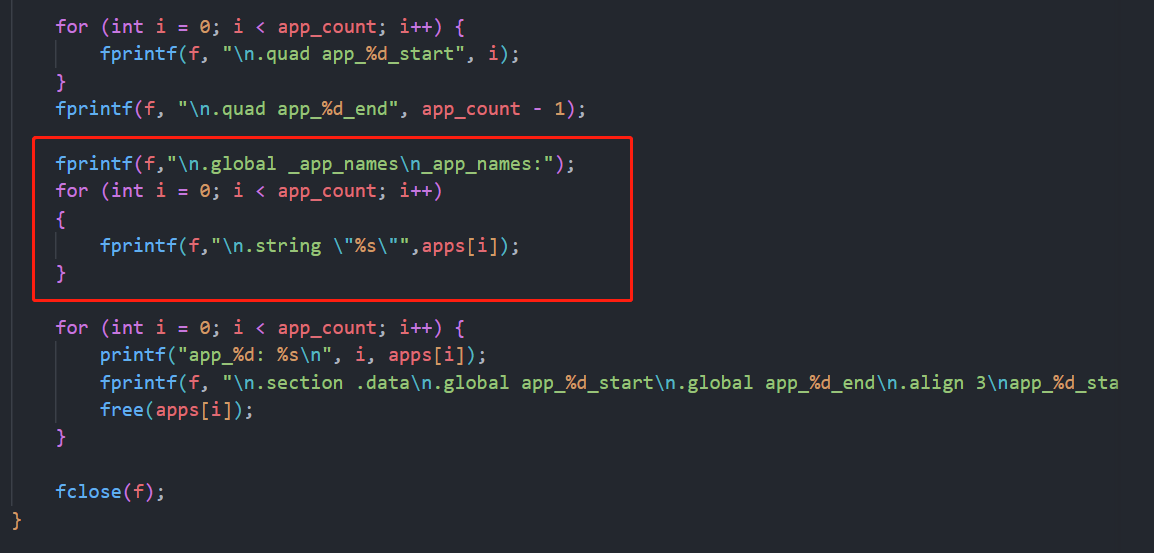 for (int i = 0; i < app_count; i++) {
fprintf(f, "\n.quad app_%d_start", i);
}
fprintf(f, "\n.quad app_%d_end", app_count - 1);
fprintf(f,"\n.global _app_names\n_app_names:");
for (int i = 0; i < app_count; i++)
{
fprintf(f,"\n.string \"%s\"",apps[i]);
}
for (int i = 0; i < app_count; i++) {
printf("app_%d: %s\n", i, apps[i]);
fprintf(f, "\n.section .data\n.global app_%d_start\n.global app_%d_end\n.align 3\napp_%d_sta
free(apps[i]);
}
fclose(f);
}